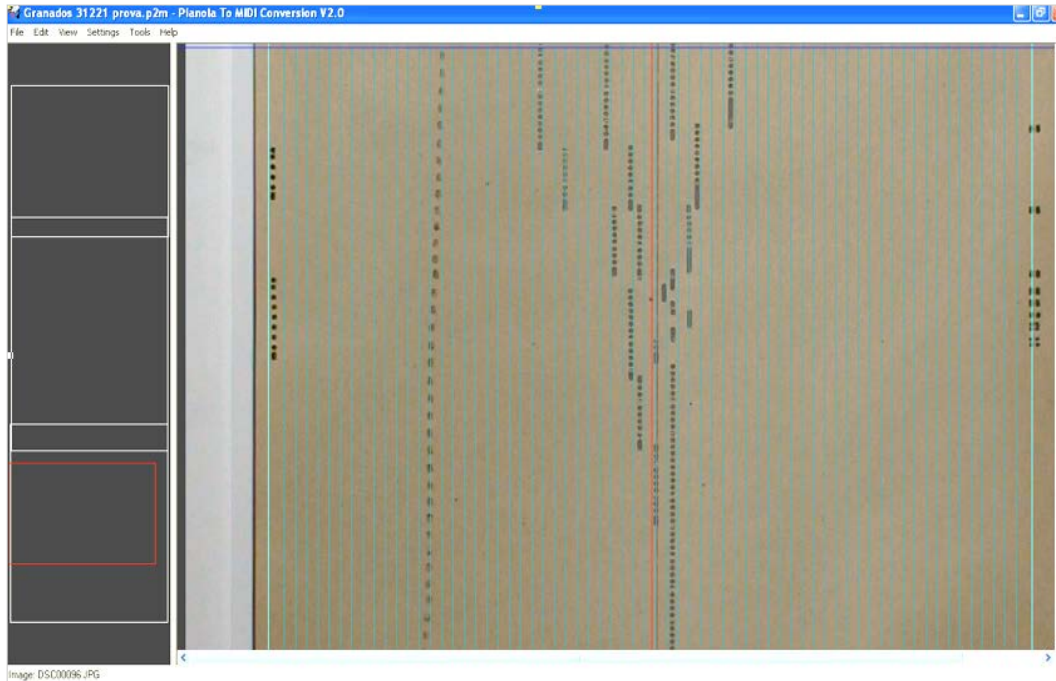 Granados 31221 prova.p2m - Pianola To MIDI Conversion V2.0
File Edit View Settings Tools Help
Image: DSC00096.JPG